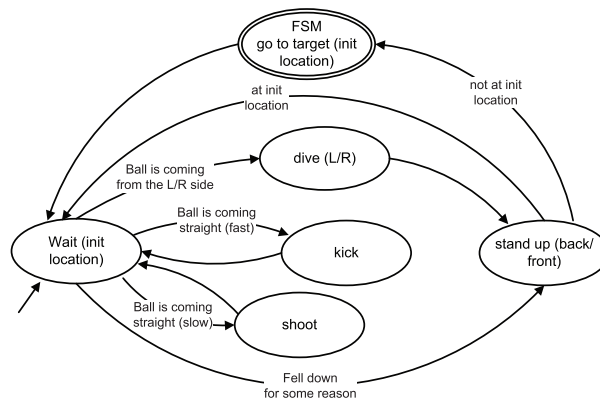 FSM
go to target (init
location)
at init
location
not at init
location
Ball is coming
from the L/R side
dive (L/R)
Ball is coming
straight (fast)
Wait (init
location)
kick
stand up (back/
front)
Ball is coming
straight (slow)
shoot
Fell down
for some reason